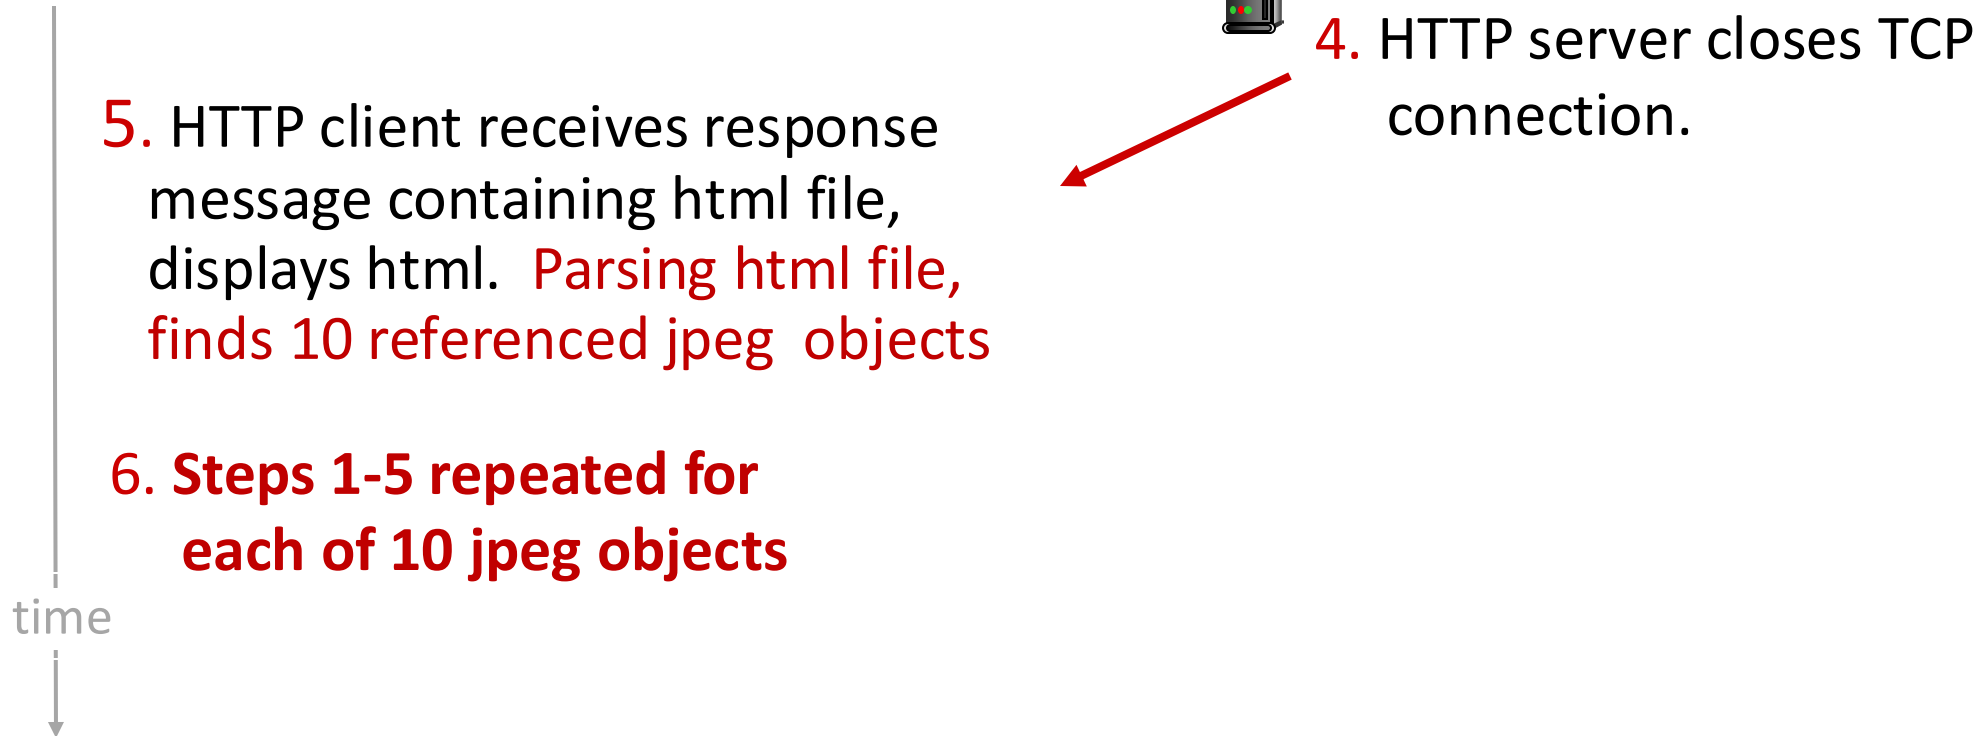 4. HTTP server closes TCP
connection.
5. HTTP client receives response
message containing html file,
displays html.  Parsing html file,
finds 10 referenced jpeg  objects
6. Steps 1-5 repeated for
each of 10 jpeg objects
time